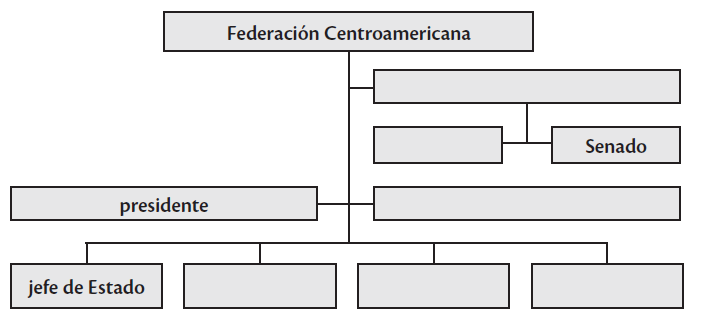 Federación Centroamericana
Senado
presidente
jefe de Estado